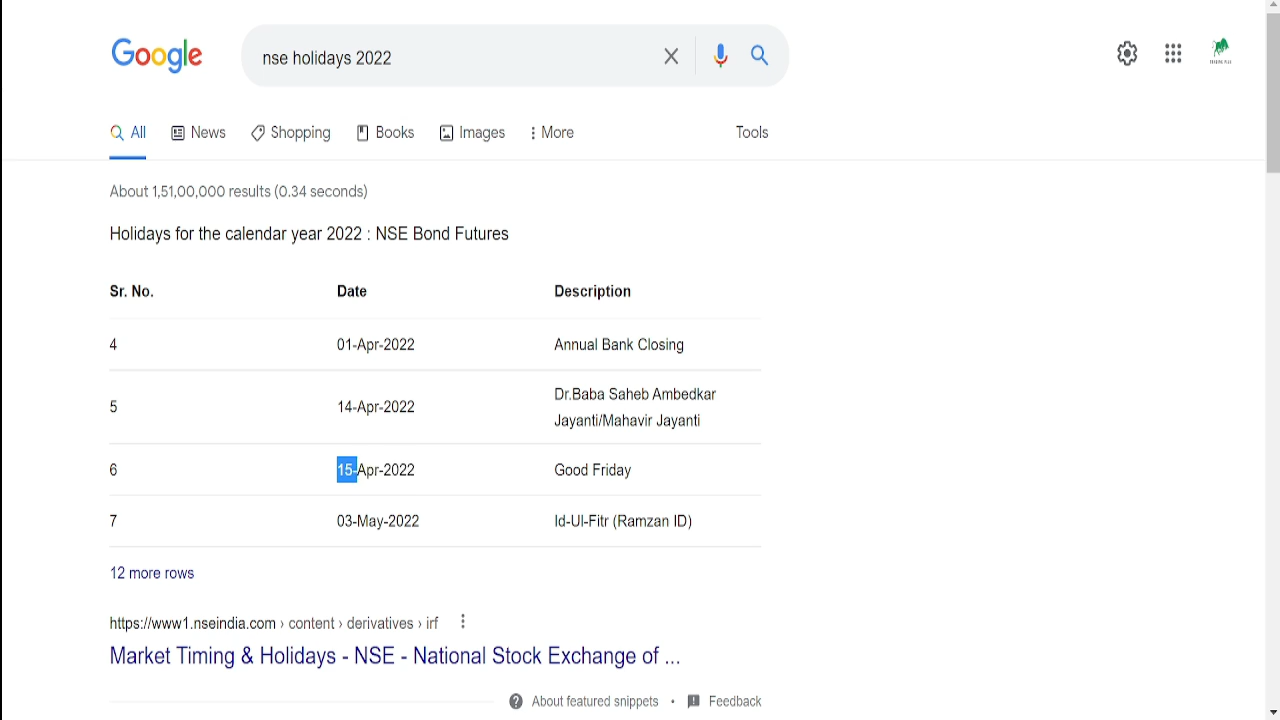 Google
nse holidays 2022
All News Shopping Books Images More Tools
About 1,51,00,000 results (0.34 seconds)
Holidays for the calendar year 2022 : NSE Bond Futures
Sr. No. Date Description
4 01-Apr-2022 Annual Bank Closing
5 14-Apr-2022 Dr.Baba Saheb Ambedkar
Jayanti/Mahavir Jayanti
6 15-Apr-2022 Good Friday
7 03-May-2022 Id-Ul-Fitr (Ramzan ID)
12 more rows
https://www1.nseindia.com › content › derivatives › irf
Market Timing & Holidays - NSE - National Stock Exchange of ...
About featured snippets • Feedback